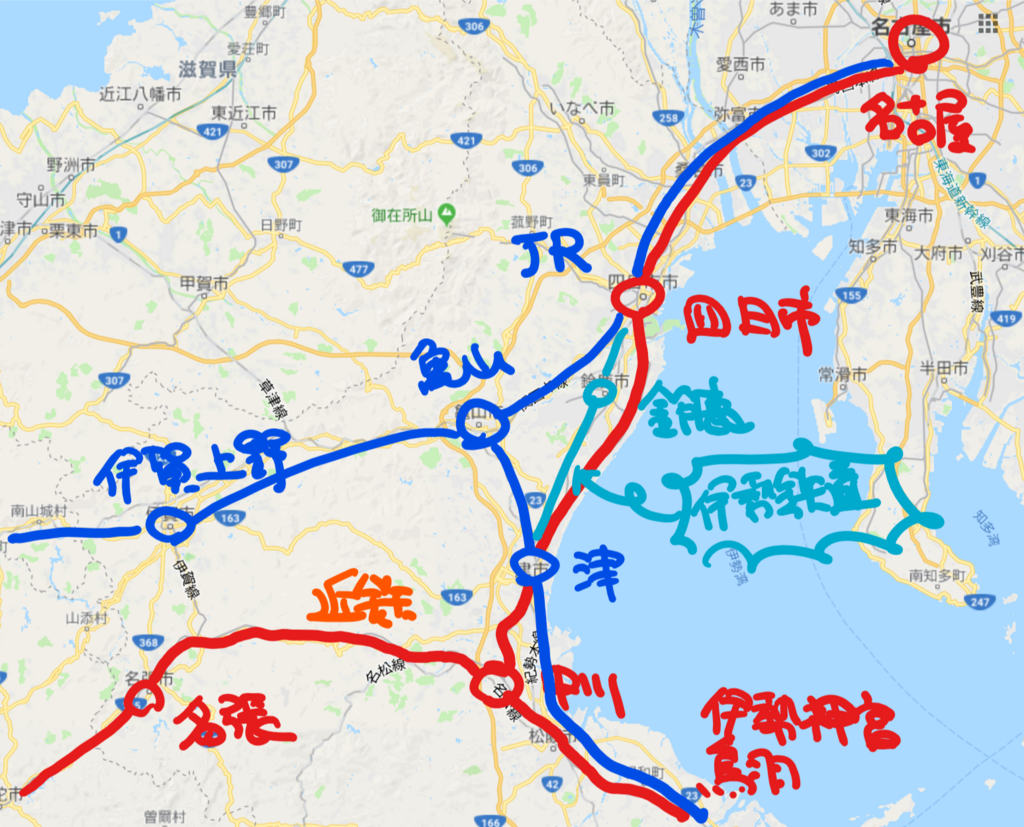 豊郷町
306
あま市
名古屋市
愛荘町
滋賀県
愛西市
近江八幡市
いなべ市
東近江市
258
弥富市
名古屋
421
421
307
306
302
野洲市
東員町
23
1
東海道新幹線
守山市
御在所山
菰野町
東海市
津市
栗東市
1
日野町
JR
知多市
大府市
刈谷市
477
甲賀市
四日市市
155
武豊線
四日市
419
亀山
307
鈴鹿市
常滑市
半田市
草津線
鈴鹿
伊賀上野
23
伊勢鉄道
南山城村
163
知多湾
伊勢湾
津市
津
伊賀線
近鉄
163
南知多町
247
山添村
368
名松線
紀勢本線
名張市
名張
中川
伊勢神宮
鳥羽
松阪市
42
23
曽爾村
166